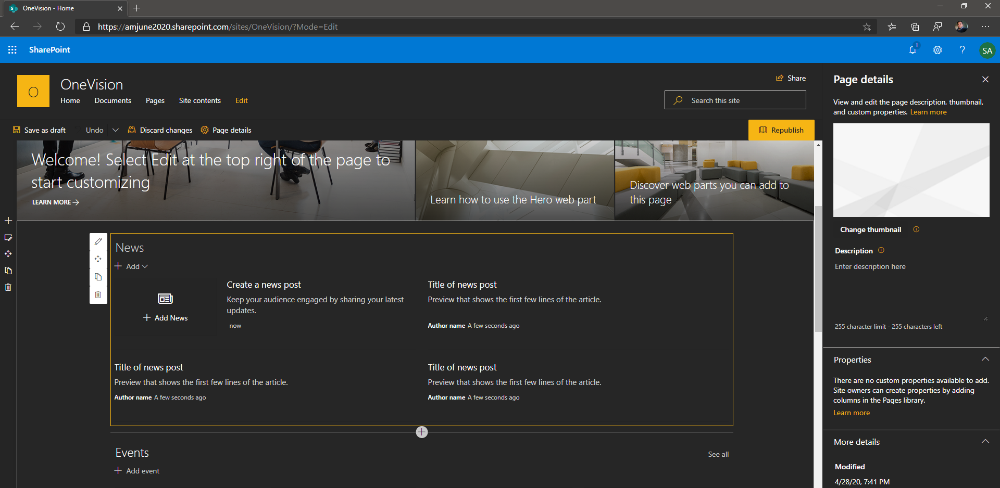 OneVision - Home
https://amjune2020.sharepoint.com/sites/OneVision/?Mode=Edit
S
SharePoint
1
?
SA
O
OneVision
Home Documents Pages Site contents Edit
Share
Search this site
Save as draft Undo Discard changes Page details
Republish
Welcome! Select Edit at the top right of the page to
start customizing
LEARN MORE
Learn how to use the Hero web part
Discover web parts you can add to
this page
News
Add
Add News
Create a news post
Keep your audience engaged by sharing your latest
updates.
now
Title of news post
Preview that shows the first few lines of the article.
Author name A few seconds ago
Title of news post
Preview that shows the first few lines of the article.
Author name A few seconds ago
Title of news post
Preview that shows the first few lines of the article.
Author name A few seconds ago
Events
See all
Add event
Page details
View and edit the page description, thumbnail,
and custom properties. Learn more
Change thumbnail
Description
Enter description here
255 character limit - 255 characters left
Properties
There are no custom properties available to add.
Site owners can create properties by adding
columns in the Pages library.
Learn more
More details
Modified
4/28/20, 7:41 PM